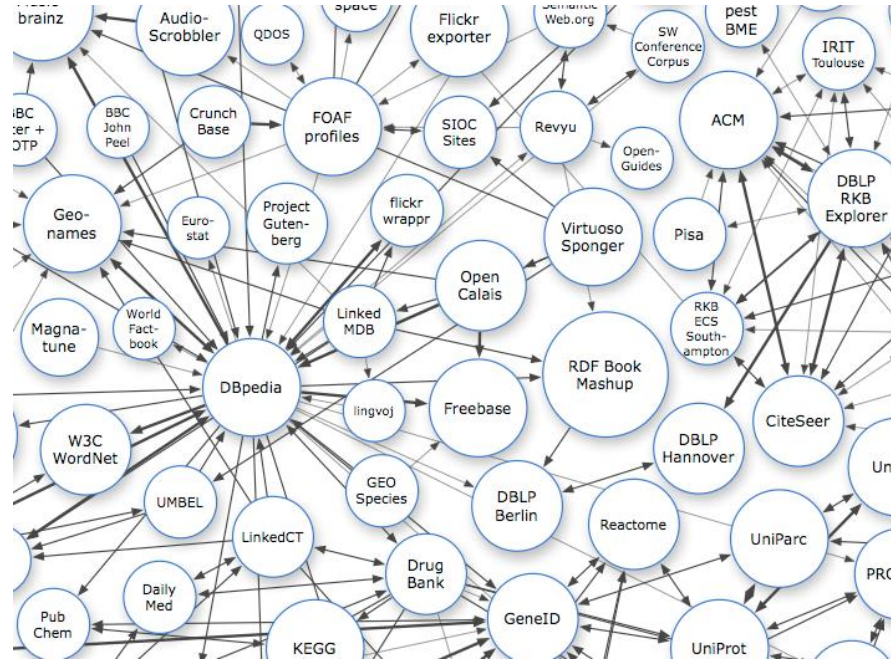 brainz
Audio-
Scrobbler
QDOS
space
Flickr
exporter
Web.org
SW
Conference
Corpus
pest
BME
IRIT
Toulouse
BBC
John
Peel
Crunch
Base
FOAF
profiles
SIOC
Sites
Revyu
Open-
Guides
ACM
DBLP
RKB
Explorer
Geo-
names
Euro-
stat
Project
Guten-
berg
flickr
wrappr
Virtuoso
Sponger
Pisa
Open
Calais
Magna-
tune
World
Fact-
book
Linked
MDB
RKB
ECS
South-
ampton
DBpedia
RDF Book
Mashup
lingvoj
Freebase
CiteSeer
W3C
WordNet
DBLP
Hannover
UMBEL
GEO
Species
DBLP
Berlin
Reactome
LinkedCT
UniParc
Un
Drug
Bank
Daily
Med
PRO
Pub
Chem
KEGG
GeneID
UniProt